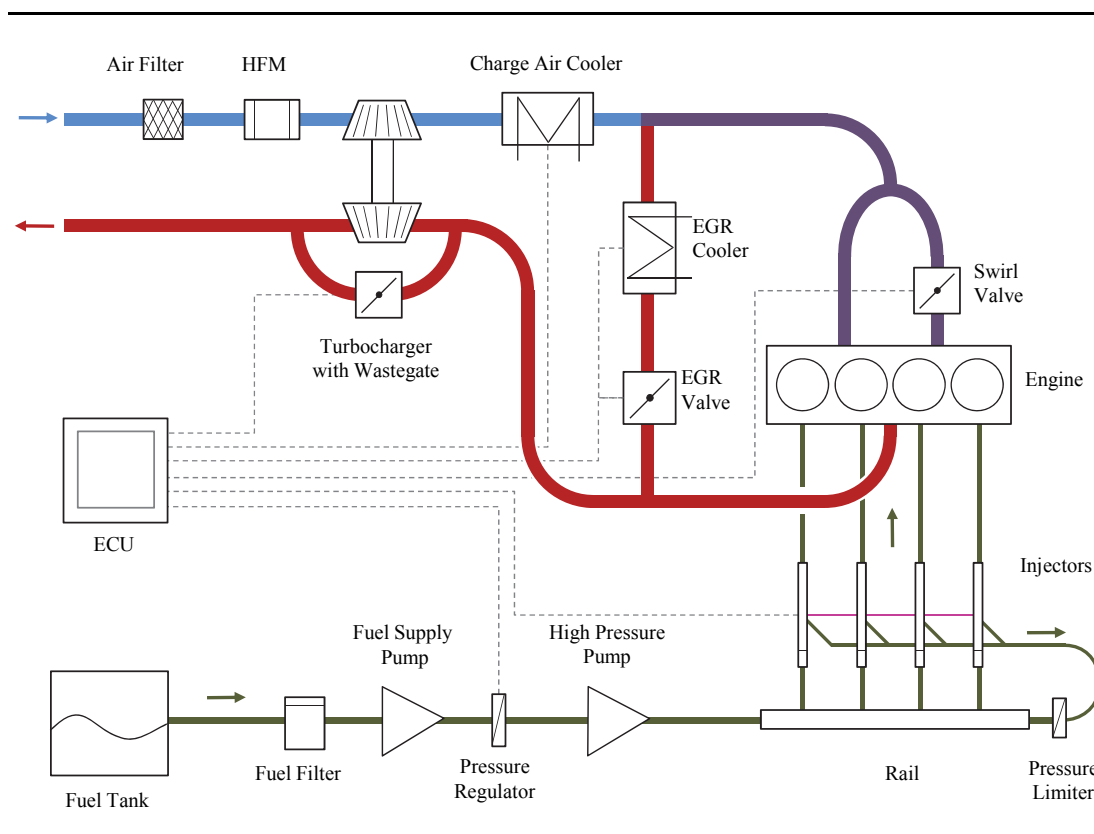 Air Filter
HFM
Charge Air Cooler
EGR
Cooler
Swirl
Valve
Turbocharger
with Wastegate
EGR
Valve
Engine
ECU
Injectors
Fuel Supply
Pump
High Pressure
Pump
Fuel Tank
Fuel Filter
Pressure
Regulator
Rail
Pressure
Limiter